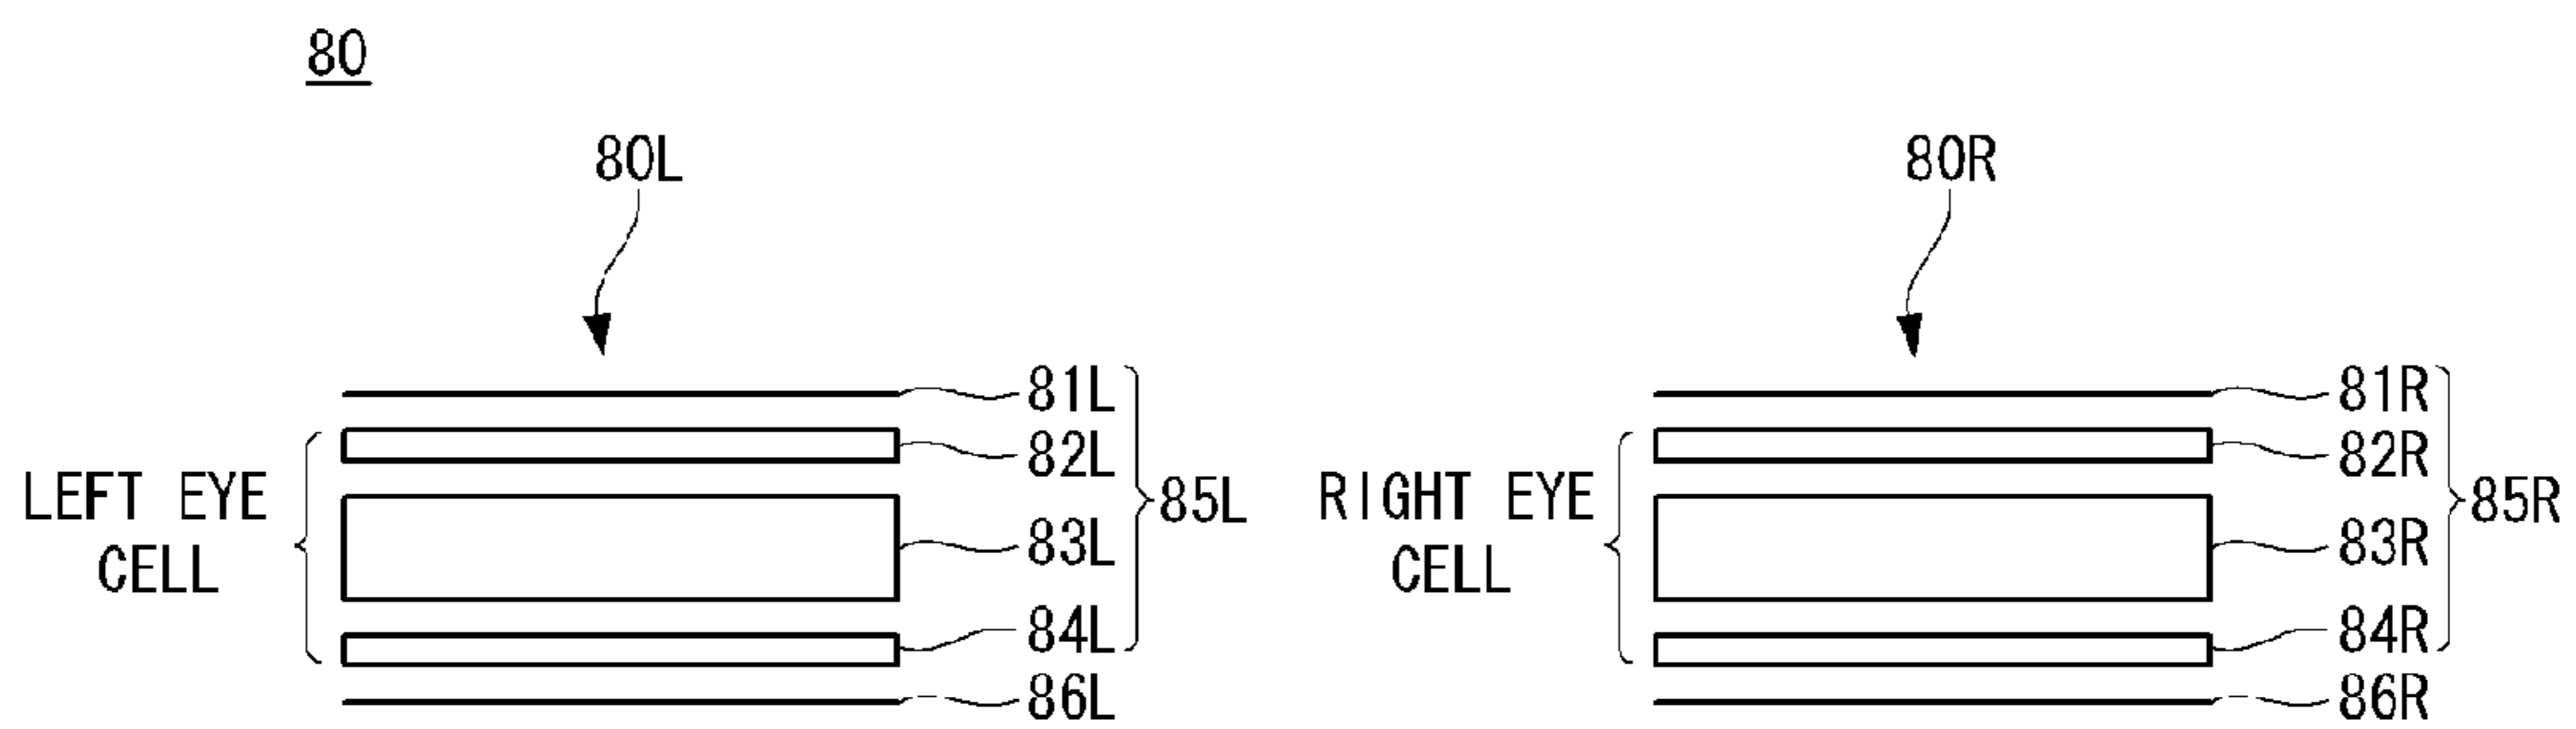 80
80L
80R
81L
82L
LEFT EYE
CELL
85L
83L
84L
86L
81R
82R
RIGHT EYE
CELL
85R
83R
84R
86R